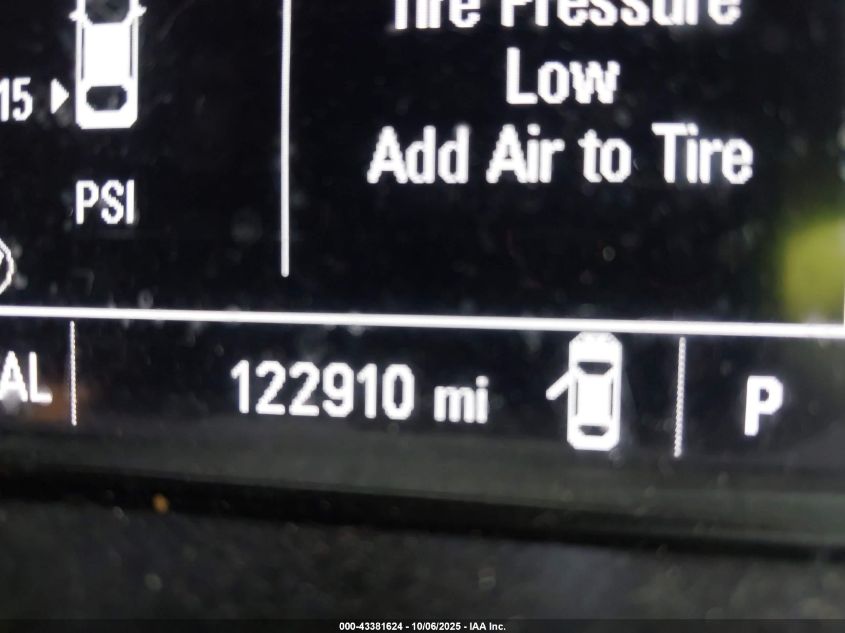 Tire Pressure
Low
15
Add Air to Tire
PSI
AL
122910 mi
P
000-43381624 - 10/06/2025 - IAA Inc.